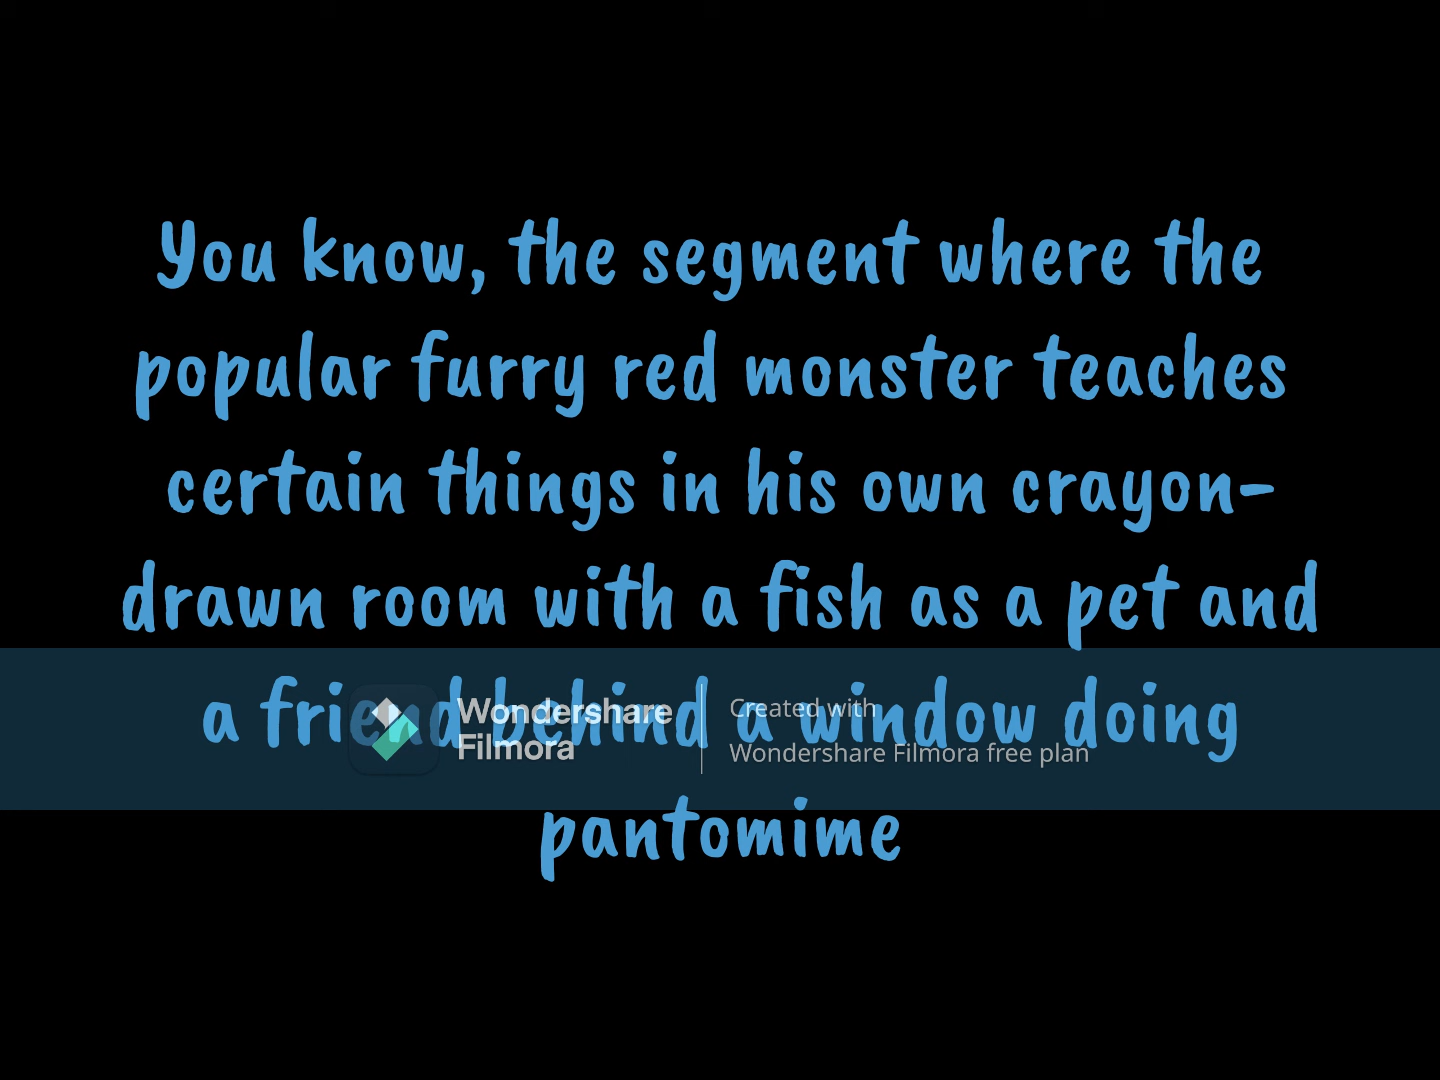 You know, the segment where the
popular furry red monster teaches
certain things in his own crayon-
drawn room with a fish as a pet and
a friend behind a window doing
pantomime
Wondershare
Filmora
Created with
Wondershare Filmora free plan